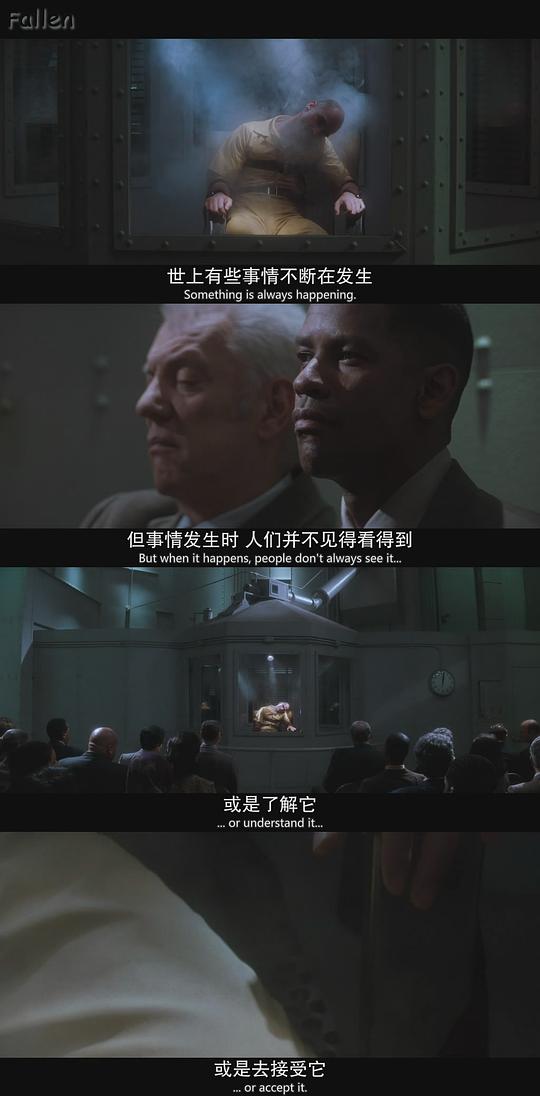 Fallen
世上有些事情不断在发生
Something is always happening.
但事情发生时 人们并不见得看得到
But when it happens, people don't always see it...
或是了解它
... or understand it...
或是去接受它
... or accept it.